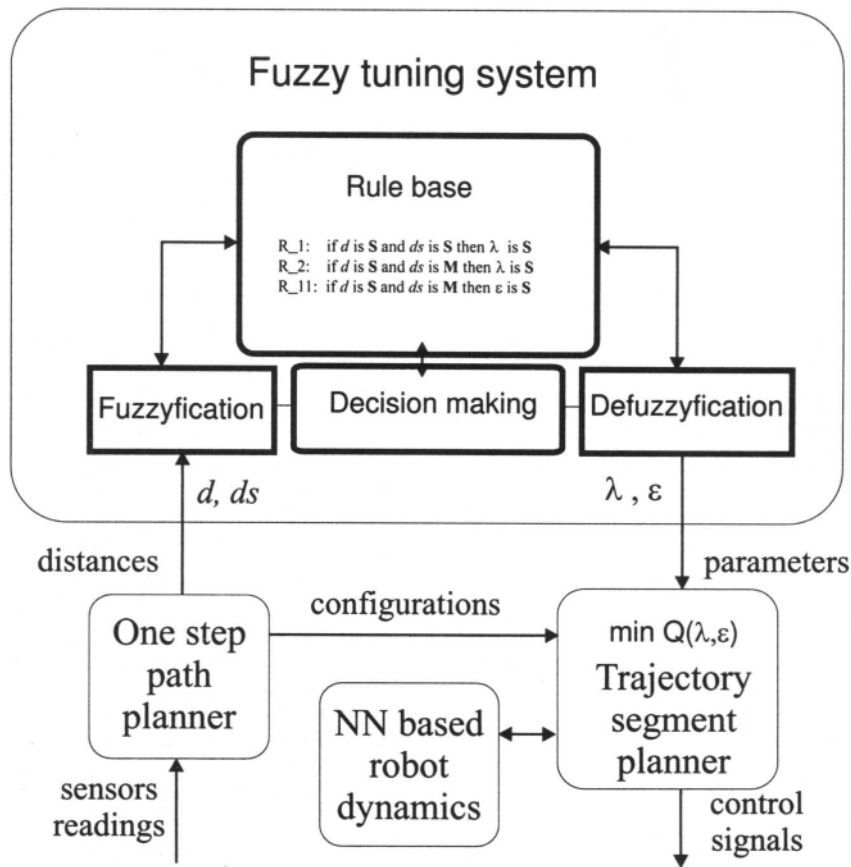 Fuzzy tuning system
Rule base
R_1: if d is S and ds is S then λ is S
R_2: if d is S and ds is M then λ is S
R_11: if d is S and ds is M then ε is S
Fuzzyfication
Decision making
Defuzzyfication
d, ds
λ , ε
distances
parameters
configurations
One step
path
planner
min Q(λ,ε)
Trajectory
segment
planner
NN based
robot
dynamics
sensors
readings
control
signals